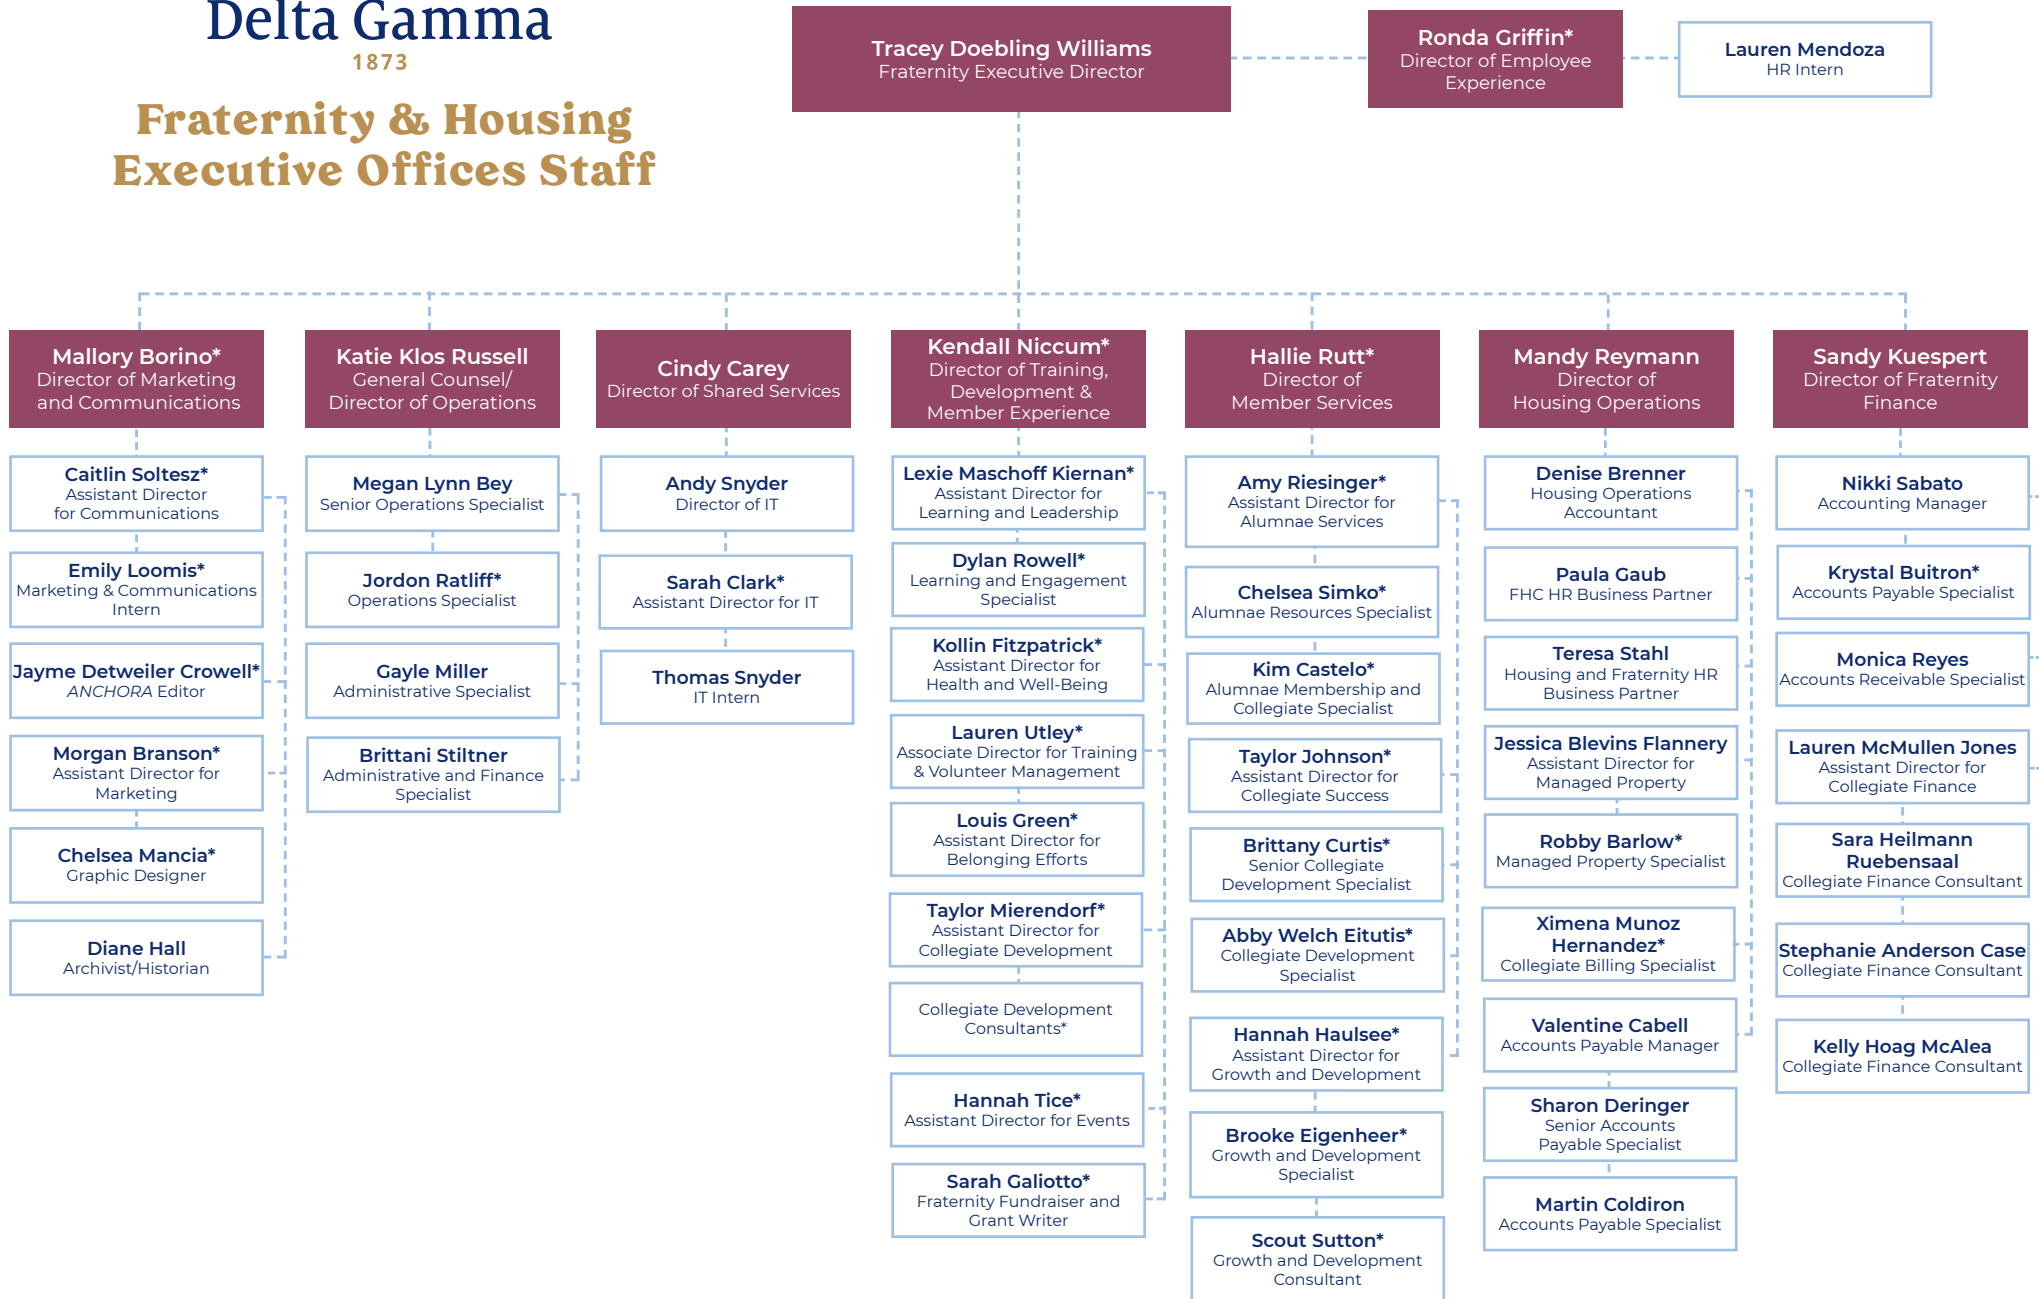 Delta Gamma
1873
Fraternity & Housing
Executive Offices Staff
Tracey Doebling Williams
Fraternity Executive Director
Ronda Griffin*
Director of Employee
Experience
Lauren Mendoza
HR Intern
Mallory Borino*
Director of Marketing
and Communications
Caitlin Soltesz*
Assistant Director
for Communications
Emily Loomis*
Marketing & Communications
Intern
Jayme Detweiler Crowell*
ANCHORA Editor
Morgan Branson*
Assistant Director for
Marketing
Chelsea Mancia*
Graphic Designer
Diane Hall
Archivist/Historian
Katie Klos Russell
General Counsel/
Director of Operations
Megan Lynn Bey
Senior Operations Specialist
Jordon Ratliff*
Operations Specialist
Gayle Miller
Administrative Specialist
Brittani Stiltner
Administrative and Finance
Specialist
Cindy Carey
Director of Shared Services
Andy Snyder
Director of IT
Sarah Clark*
Assistant Director for IT
Thomas Snyder
IT Intern
Kendall Niccum*
Director of Training,
Development &
Member Experience
Lexie Maschoff Kiernan*
Assistant Director for
Learning and Leadership
Dylan Rowell*
Learning and Engagement
Specialist
Kollin Fitzpatrick*
Assistant Director for
Health and Well-Being
Lauren Utley*
Associate Director for Training
& Volunteer Management
Louis Green*
Assistant Director for
Belonging Efforts
Taylor Mierendorf*
Assistant Director for
Collegiate Development
Collegiate Development
Consultants*
Hannah Tice*
Assistant Director for Events
Sarah Galiotto*
Fraternity Fundraiser and
Grant Writer
Hallie Rutt*
Director of
Member Services
Amy Riesinger*
Assistant Director for
Alumnae Services
Chelsea Simko*
Alumnae Resources Specialist
Kim Castelo*
Alumnae Membership and
Collegiate Specialist
Taylor Johnson*
Assistant Director for
Collegiate Success
Brittany Curtis*
Senior Collegiate
Development Specialist
Abby Welch Eitutis*
Collegiate Development
Specialist
Hannah Haulsee*
Assistant Director for
Growth and Development
Brooke Eigenheer*
Growth and Development
Specialist
Scout Sutton*
Growth and Development
Consultant
Mandy Reymann
Director of
Housing Operations
Denise Brenner
Housing Operations
Accountant
Paula Gaub
FHC HR Business Partner
Teresa Stahl
Housing and Fraternity HR
Business Partner
Jessica Blevins Flannery
Assistant Director for
Managed Property
Robby Barlow*
Managed Property Specialist
Ximena Munoz
Hernandez*
Collegiate Billing Specialist
Valentine Cabell
Accounts Payable Manager
Sharon Deringer
Senior Accounts
Payable Specialist
Martin Coldiron
Accounts Payable Specialist
Sandy Kuespert
Director of Fraternity
Finance
Nikki Sabato
Accounting Manager
Krystal Buitron*
Accounts Payable Specialist
Monica Reyes
Accounts Receivable Specialist
Lauren McMullen Jones
Assistant Director for
Collegiate Finance
Sara Heilmann
Ruebensaal
Collegiate Finance Consultant
Stephanie Anderson Case
Collegiate Finance Consultant
Kelly Hoag McAlea
Collegiate Finance Consultant